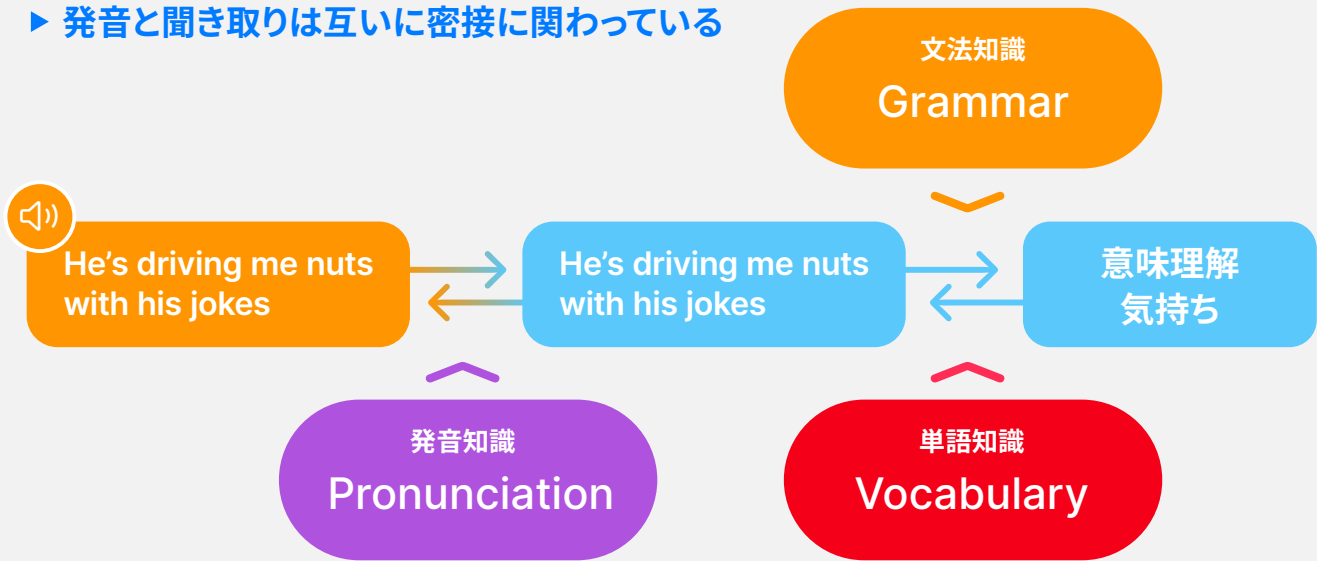 発音と聞き取りは互いに密接に関わっている
文法知識
Grammar
He’s driving me nuts
with his jokes
He’s driving me nuts
with his jokes
意味理解
気持ち
発音知識
Pronunciation
単語知識
Vocabulary